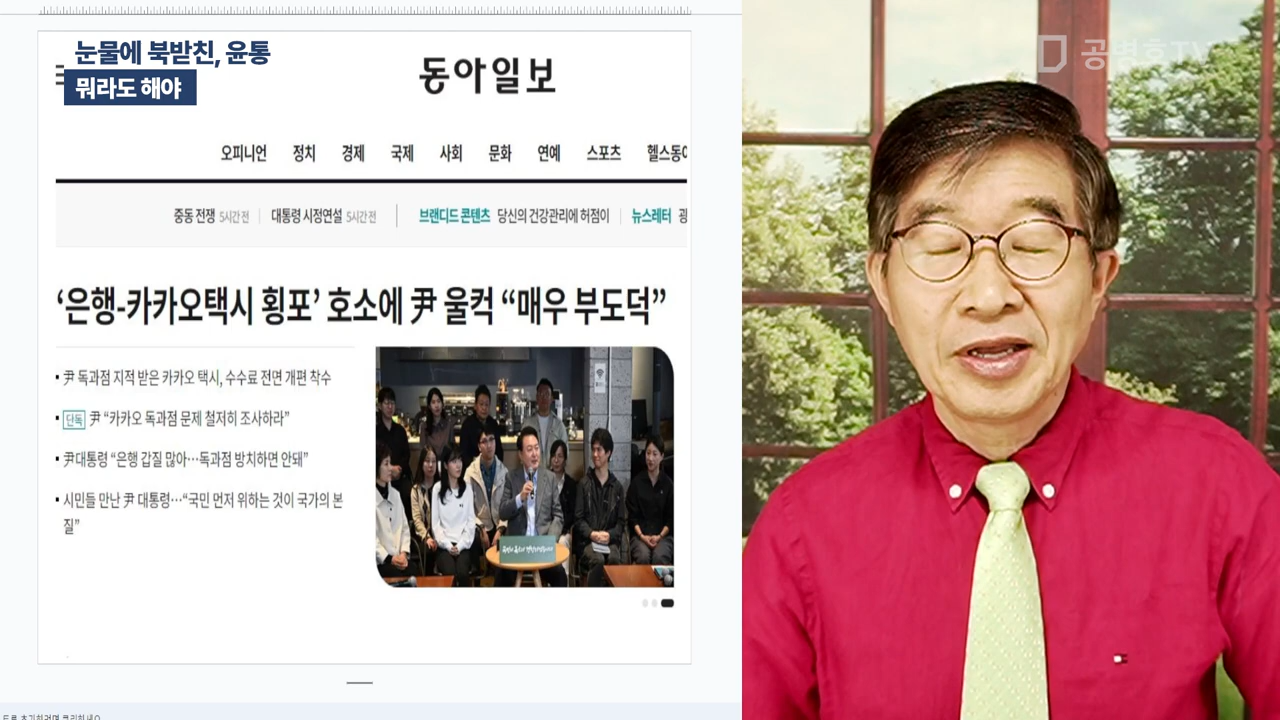 눈물에 북받친, 윤통
뭐라도 해야
동아일보
오피니언 정치 경제 국제 사회 문화 연예 스포츠 헬스동아
중동 전쟁 5시간 전 대통령 시정연설 5시간 전 브랜디드 콘텐츠 당신의 건강관리에 허점이 뉴스레터 광
‘은행-카카오택시 횡포’ 호소에 尹 울컥 “매우 부도덕”
尹 독과점 지적 받은 카카오 택시, 수수료 전면 개편 착수
단독 尹 “카카오 독과점 문제 철저히 조사하라”
尹대통령 “은행 갑질 많아…독과점 방치하면 안돼”
시민들 만난 尹 대통령…“국민 먼저 위하는 것이 국가의 본
질”
공병호TV